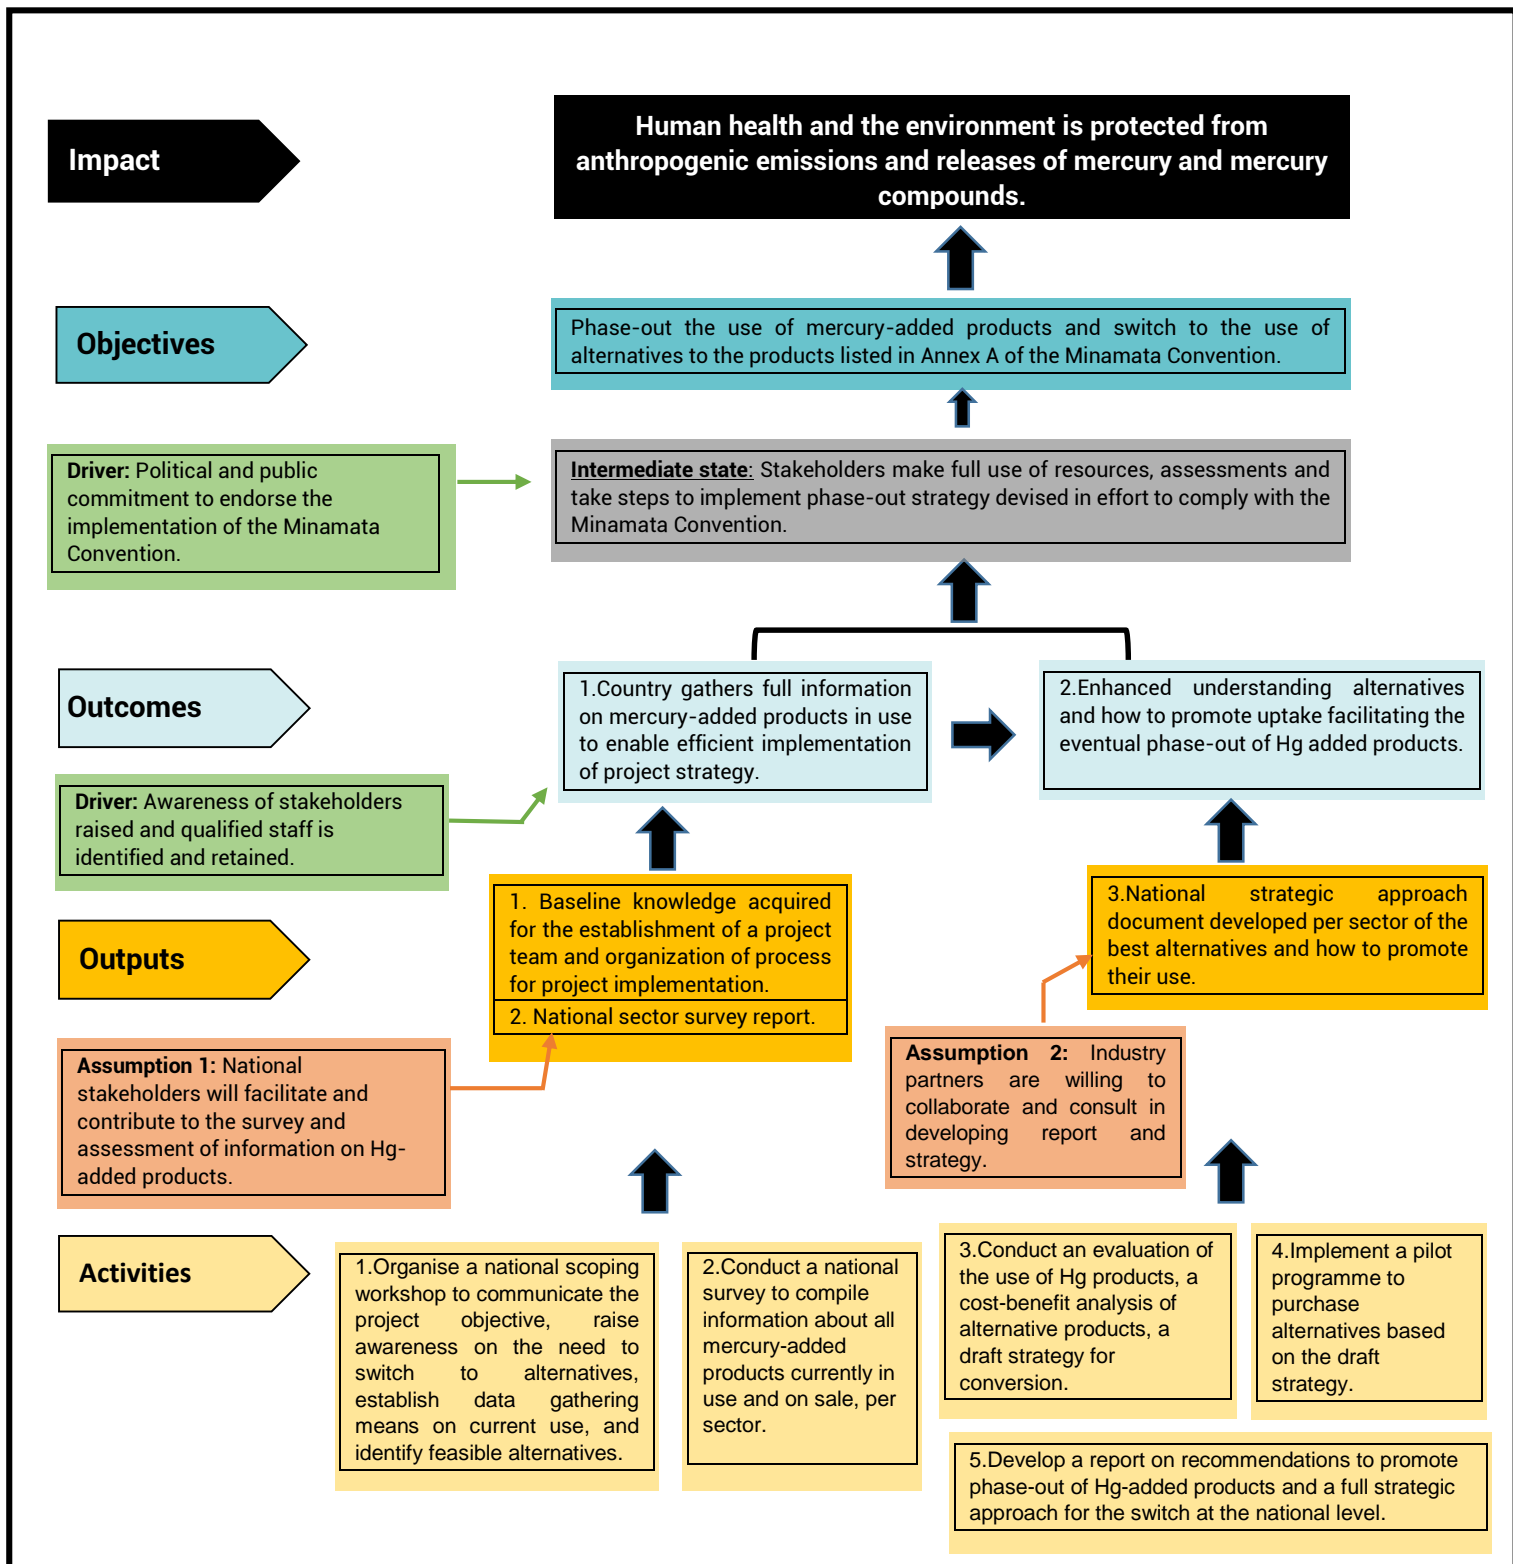 Impact
Human health and the environment is protected from
anthropogenic emissions and releases of mercury and mercury
compounds.
Objectives
Phase-out the use of mercury-added products and switch to the use of
alternatives to the products listed in Annex A of the Minamata Convention.
Driver: Political and public
commitment to endorse the
implementation of the Minamata
Convention.
Intermediate state: Stakeholders make full use of resources, assessments and
take steps to implement phase-out strategy devised in effort to comply with the
Minamata Convention.
Outcomes
1.Country gathers full information
on mercury-added products in use
to enable efficient implementation
of project strategy.
2.Enhanced understanding alternatives
and how to promote uptake facilitating the
eventual phase-out of Hg added products.
Driver: Awareness of stakeholders
raised and qualified staff is
identified and retained.
Outputs
1. Baseline knowledge acquired
for the establishment of a project
team and organization of process
for project implementation.
2. National sector survey report.
3.National strategic approach
document developed per sector of the
best alternatives and how to promote
their use.
Assumption 1: National
stakeholders will facilitate and
contribute to the survey and
assessment of information on Hg-
added products.
Assumption 2: Industry
partners are willing to
collaborate and consult in
developing report and
strategy.
Activities
1.Organise a national scoping
workshop to communicate the
project objective, raise
awareness on the need to
switch to alternatives,
establish data gathering
means on current use, and
identify feasible alternatives.
2.Conduct a national
survey to compile
information about all
mercury-added
products currently in
use and on sale, per
sector.
3.Conduct an evaluation of
the use of Hg products, a
cost-benefit analysis of
alternative products, a
draft strategy for
conversion.
4.Implement a pilot
programme to
purchase
alternatives based
on the draft
strategy.
5.Develop a report on recommendations to promote
phase-out of Hg-added products and a full strategic
approach for the switch at the national level.